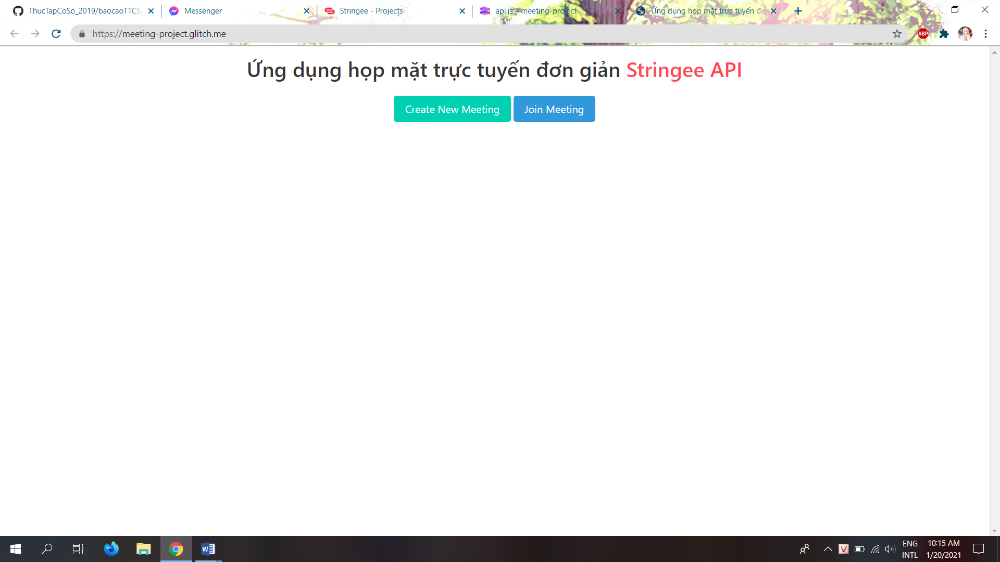 ThucTapCoSo_2019/baocaoTTCS
Messenger
Stringee - Projects
api.js – meeting-project
Ứng dụng họp mặt trực tuyến đơ
https://meeting-project.glitch.me
ABP
Ứng dụng họp mặt trực tuyến đơn giản Stringee API
Create New Meeting
Join Meeting
W
V
ENG
INTL
10:15 AM
1/20/2021